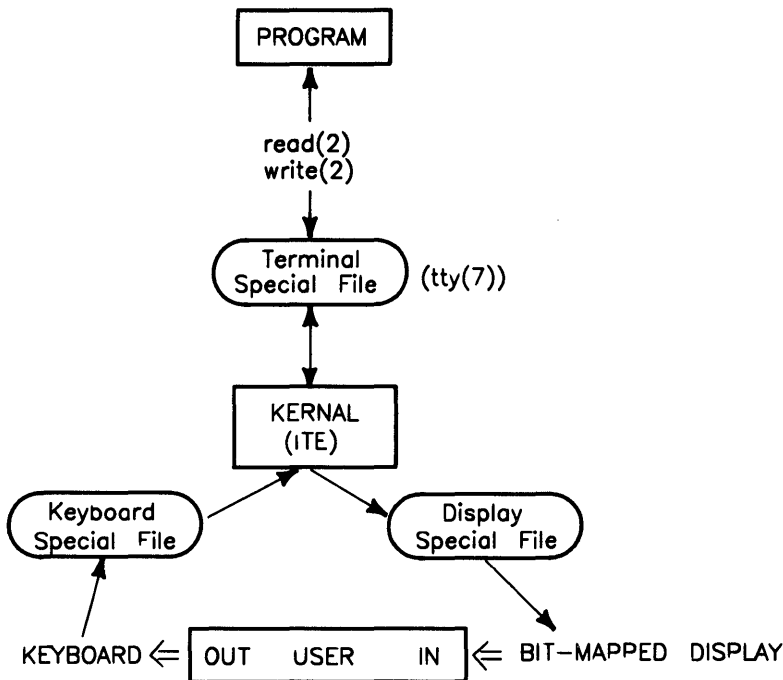 PROGRAM
read(2)
write(2)
Terminal
Special File
(tty(7))
KERNAL
(ITE)
Keyboard
Special File
Display
Special File
KEYBOARD ⇐ OUT USER IN ⇐ BIT-MAPPED DISPLAY